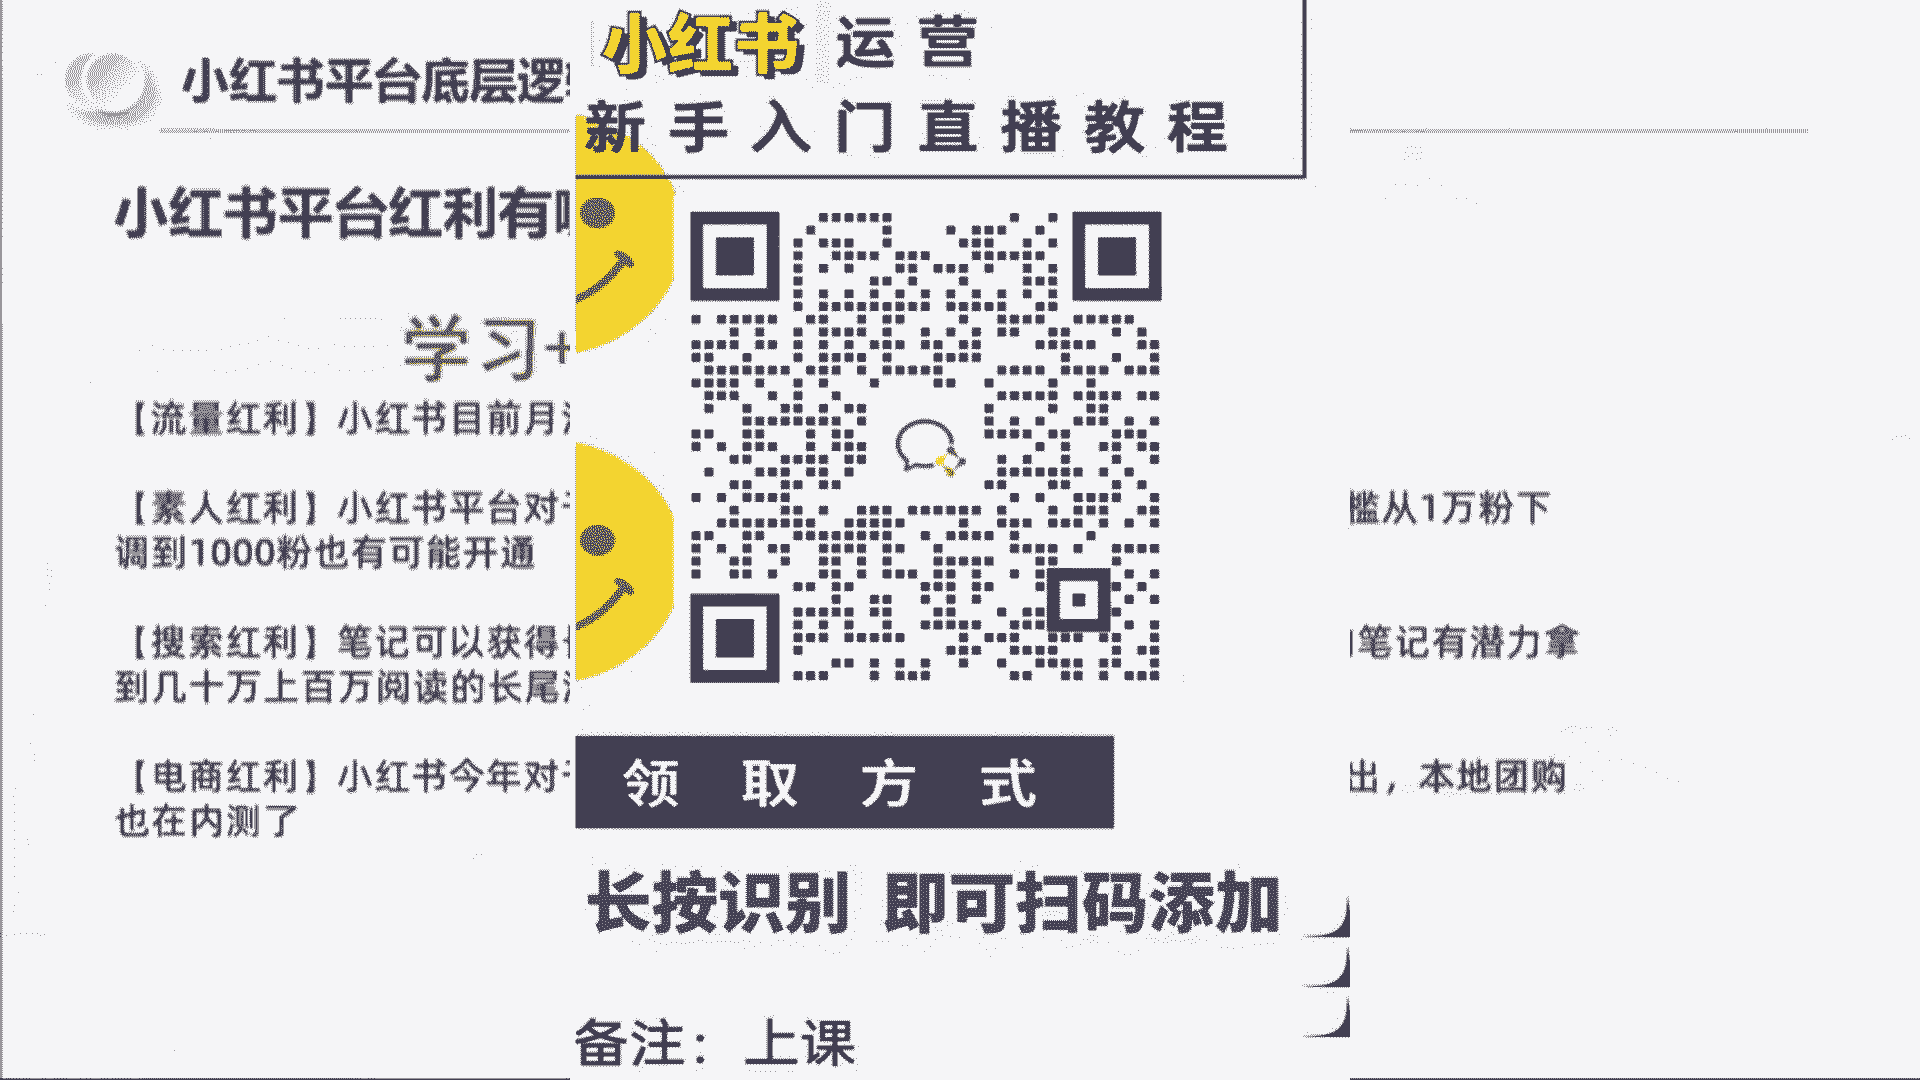 小红书平台底层逻
小红书平台红利有
学习+
【流量红利】小红书目前月
【素人红利】小红书平台对
槛从1万粉下
调到1000粉也有可能开通
【搜索红利】笔记可以获得
笔记有潜力拿
到几十万上百万阅读的长尾
【电商红利】小红书今年对
出，本地团购
也在内测了
小红书 运营
新手入门直播教程
领取方式
长按识别 即可扫码添加
备注：上课